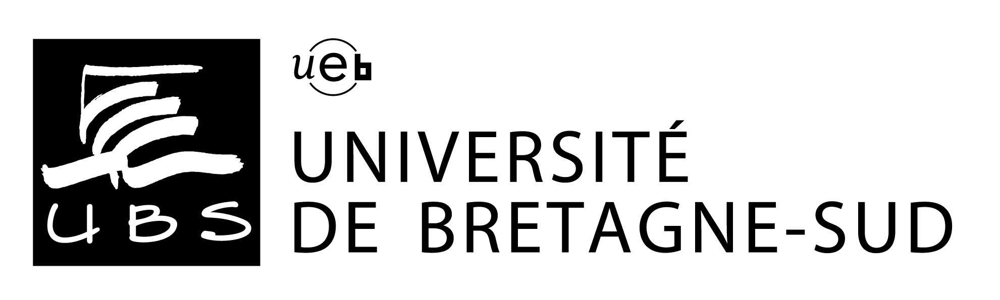 UBS
ueb
UNIVERSITÉ
DE BRETAGNE-SUD